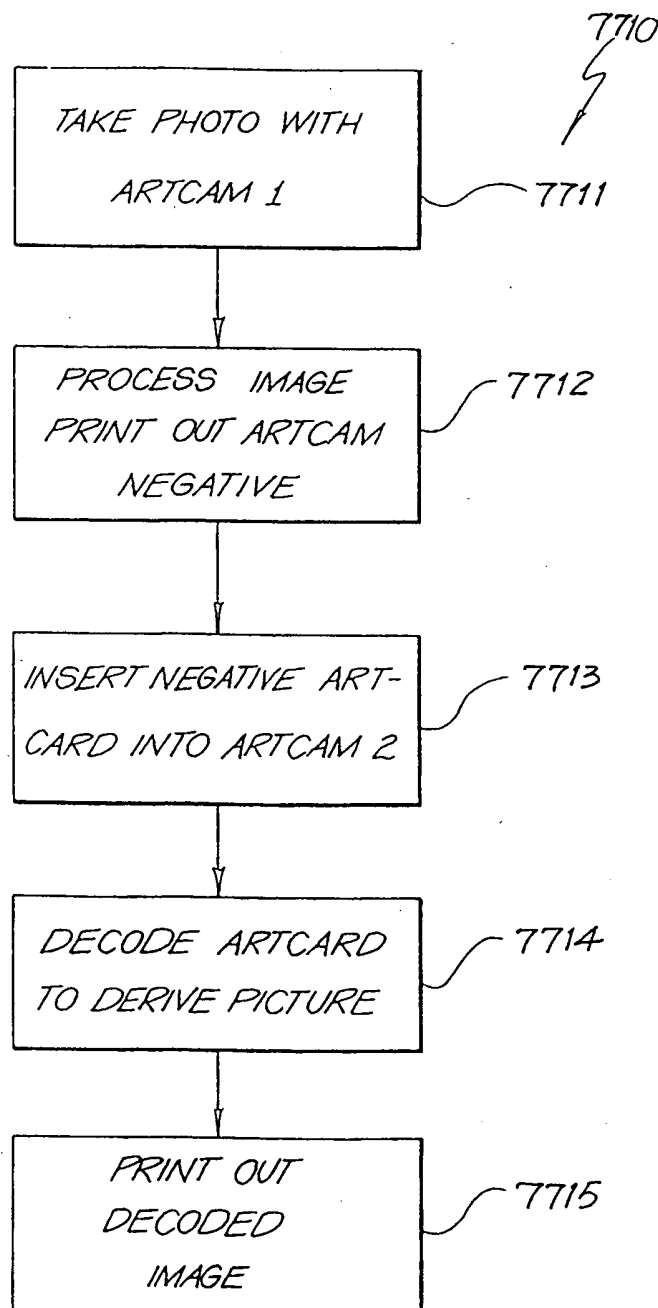 7710
TAKE PHOTO WITH
ARTCAM 1
7711
PROCESS IMAGE
PRINT OUT ARTCAM
NEGATIVE
7712
INSERT NEGATIVE ART-
CARD INTO ARTCAM 2
7713
DECODE ARTCARD
TO DERIVE PICTURE
7714
PRINT OUT
DECODED
IMAGE
7715